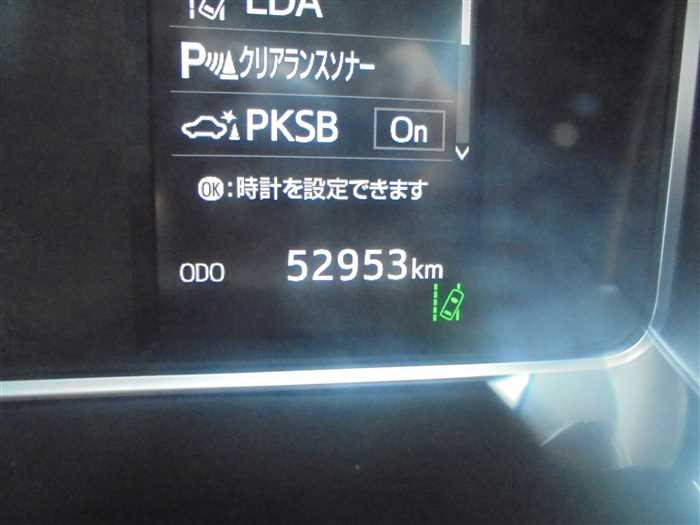 LDA
Pクリアランスソナー
PKSB On
OK:時計を設定できます
ODO 52953km